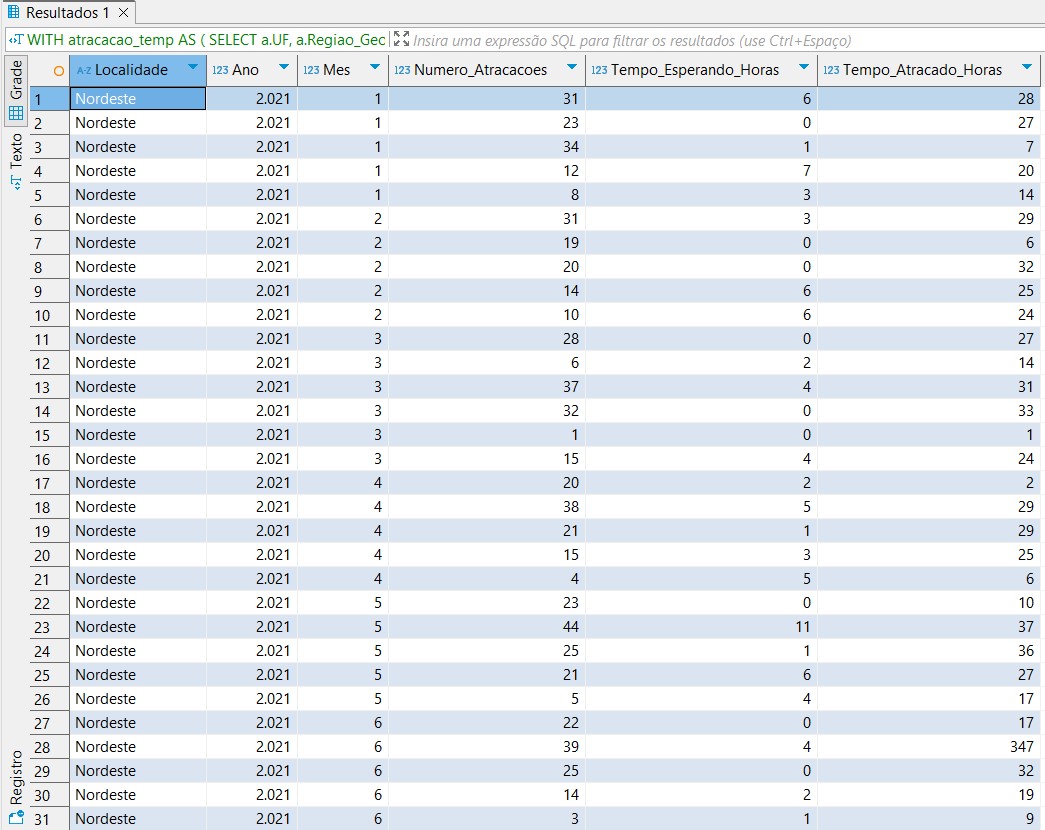 Resultados 1
WITH atracacao_temp AS ( SELECT a.UF, a.Regiao_Gec Insira uma expressão SQL para filtrar os resultados (use Ctrl+Espaço)
Grade
Texto
Registro
A-Z Localidade 123 Ano 123 Mes 123 Numero_Atracacoes 123 Tempo_Esperando_Horas 123 Tempo_Atracado_Horas
1 Nordeste 2.021 1 31 6 28
2 Nordeste 2.021 1 23 0 27
3 Nordeste 2.021 1 34 1 7
4 Nordeste 2.021 1 12 7 20
5 Nordeste 2.021 1 8 3 14
6 Nordeste 2.021 2 31 3 29
7 Nordeste 2.021 2 19 0 6
8 Nordeste 2.021 2 20 0 32
9 Nordeste 2.021 2 14 6 25
10 Nordeste 2.021 2 10 6 24
11 Nordeste 2.021 3 28 0 27
12 Nordeste 2.021 3 6 2 14
13 Nordeste 2.021 3 37 4 31
14 Nordeste 2.021 3 32 0 33
15 Nordeste 2.021 3 1 0 1
16 Nordeste 2.021 3 15 4 24
17 Nordeste 2.021 4 20 2 2
18 Nordeste 2.021 4 38 5 29
19 Nordeste 2.021 4 21 1 29
20 Nordeste 2.021 4 15 3 25
21 Nordeste 2.021 4 4 5 6
22 Nordeste 2.021 5 23 0 10
23 Nordeste 2.021 5 44 11 37
24 Nordeste 2.021 5 25 1 36
25 Nordeste 2.021 5 21 6 27
26 Nordeste 2.021 5 5 4 17
27 Nordeste 2.021 6 22 0 17
28 Nordeste 2.021 6 39 4 347
29 Nordeste 2.021 6 25 0 32
30 Nordeste 2.021 6 14 2 19
31 Nordeste 2.021 6 3 1 9